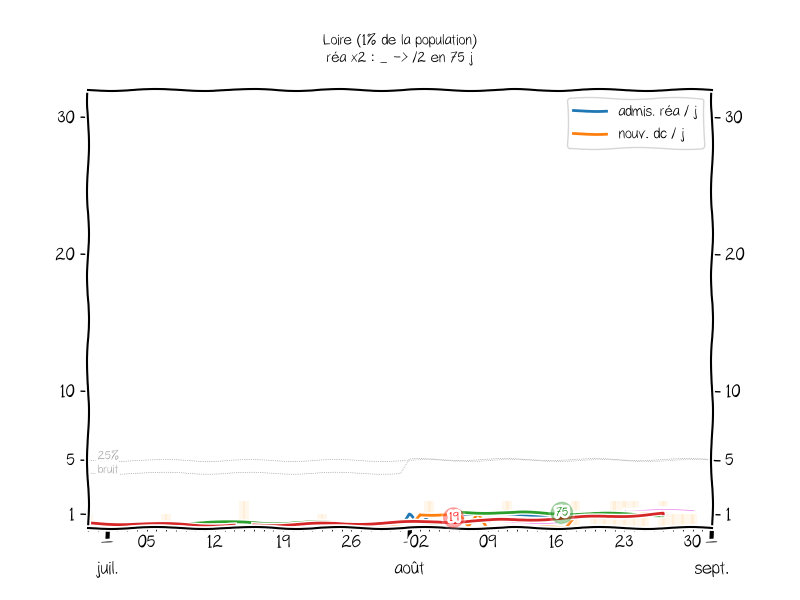 Loire (1% de la population)
réa x2 : _ -> /2 en 75 j
admis. réa / j
nouv. dc / j
30
30
20
20
10
10
5
5
25%
bruit
1
1
19
75
05
12
19
26
02
09
16
23
30
juil.
août
sept.